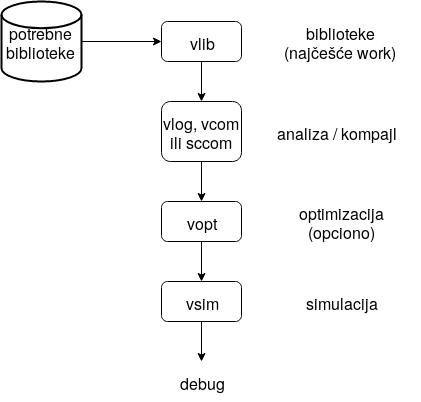 potrebne
biblioteke
vlib
biblioteke
(najčešće work)
vlog, vcom
ili sccom
analiza / kompajl
vopt
optimizacija
(opciono)
vsim
simulacija
debug